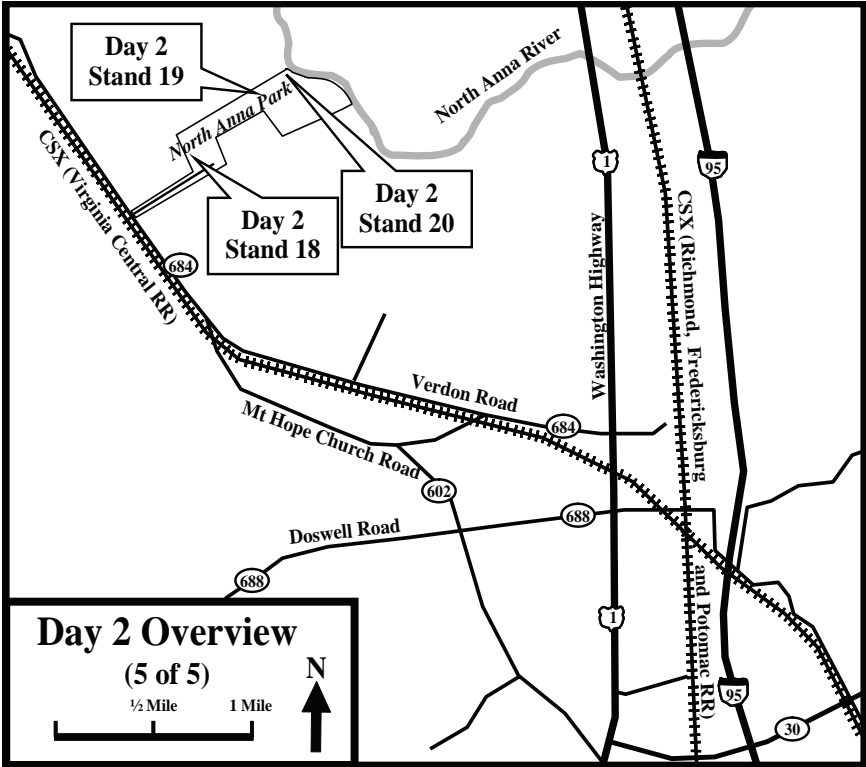 Day 2
Stand 19
North Anna Park
North Anna River
Day 2
Stand 20
Day 2
Stand 18
1
95
CSX (Virginia Central RR)
684
Washington Highway
CSX (Richmond, Fredericksburg and Potomac RR)
Verdon Road
684
Mt Hope Church Road
602
Doswell Road
688
688
1
95
30
Day 2 Overview
(5 of 5)
N
½ Mile
1 Mile